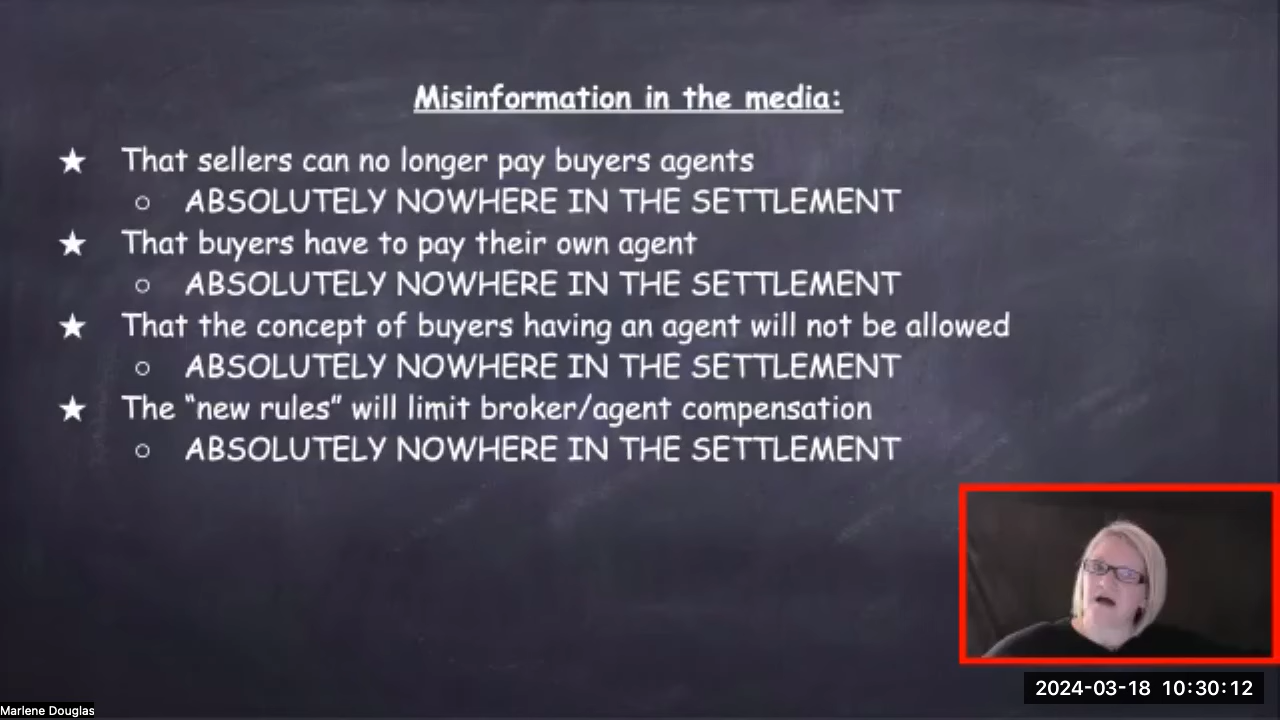 Misinformation in the media:
★ That sellers can no longer pay buyers agents
○ ABSOLUTELY NOWHERE IN THE SETTLEMENT
★ That buyers have to pay their own agent
○ ABSOLUTELY NOWHERE IN THE SETTLEMENT
★ That the concept of buyers having an agent will not be allowed
○ ABSOLUTELY NOWHERE IN THE SETTLEMENT
★ The “new rules” will limit broker/agent compensation
○ ABSOLUTELY NOWHERE IN THE SETTLEMENT
2024-03-18 10:30:12
Marlene Douglas